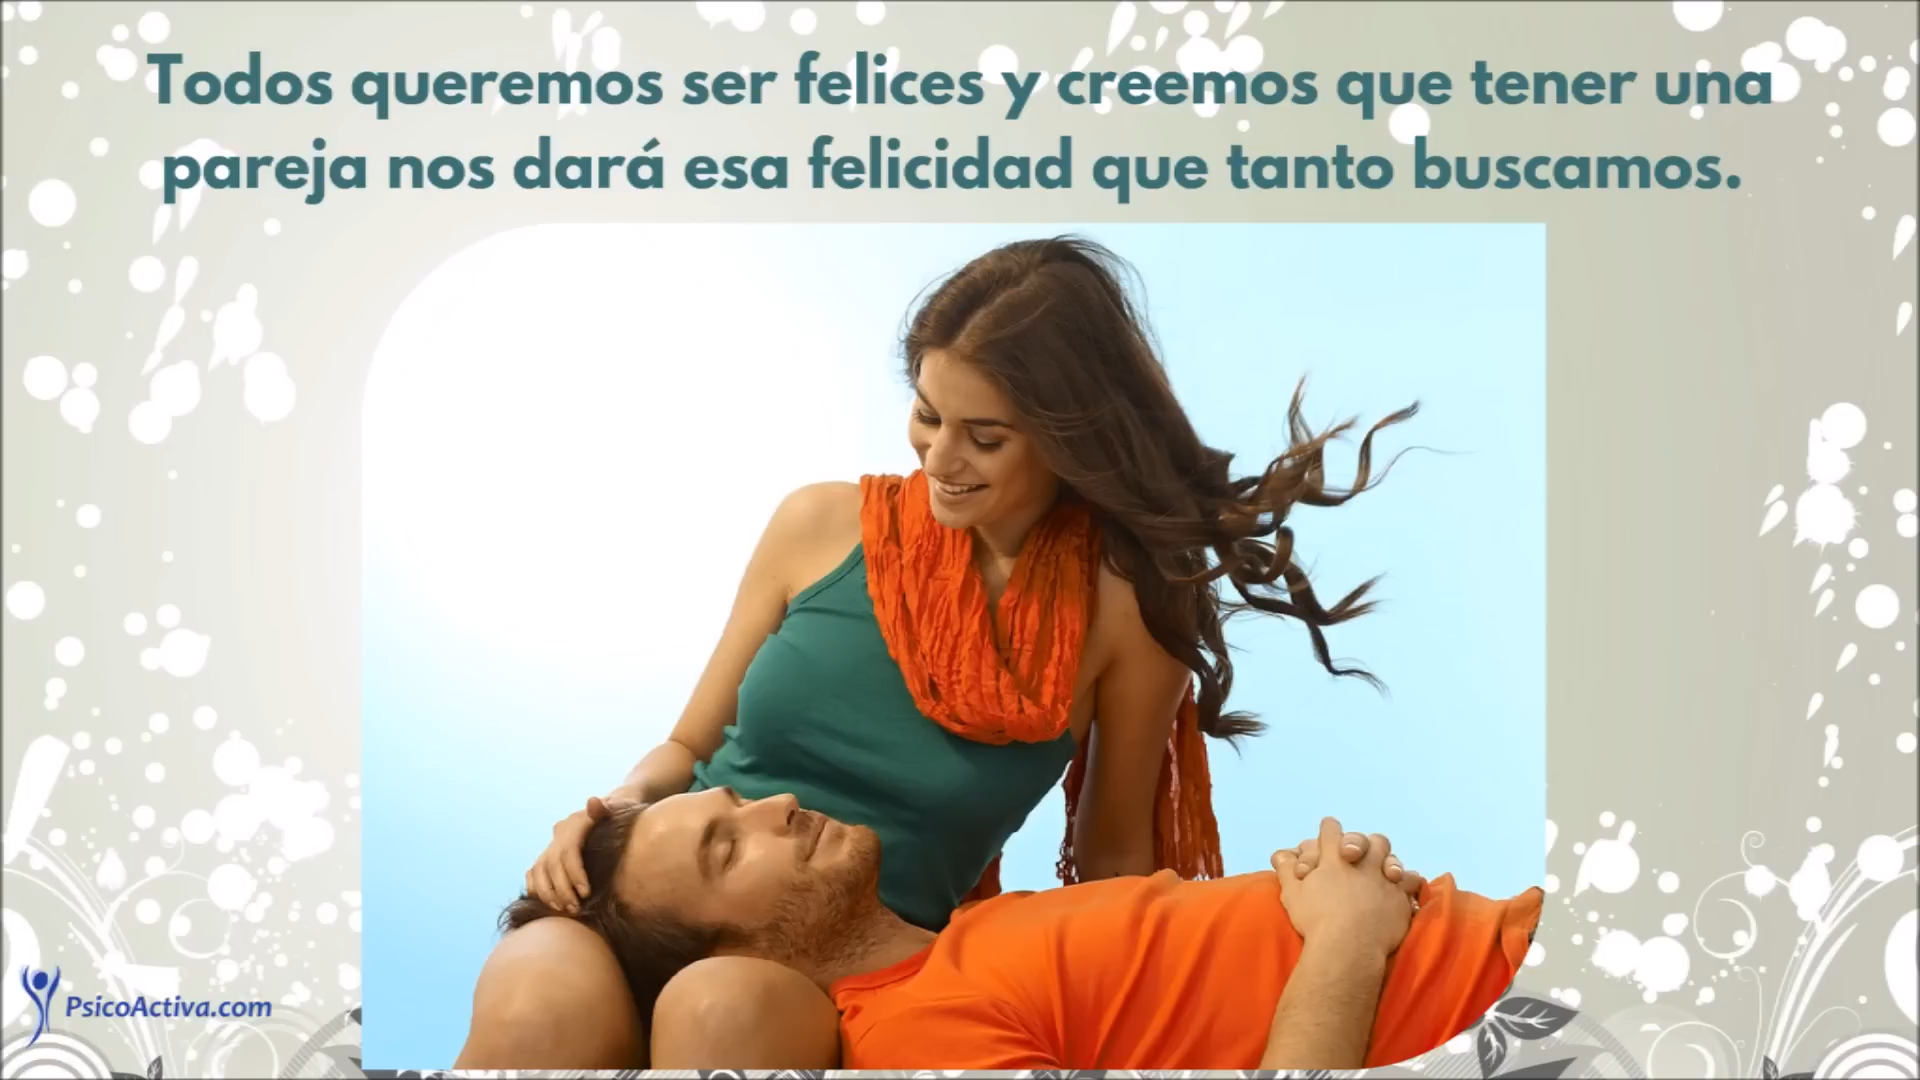 Todos queremos ser felices y creemos que tener una
pareja nos dará esa felicidad que tanto buscamos.
PsicoActiva.com